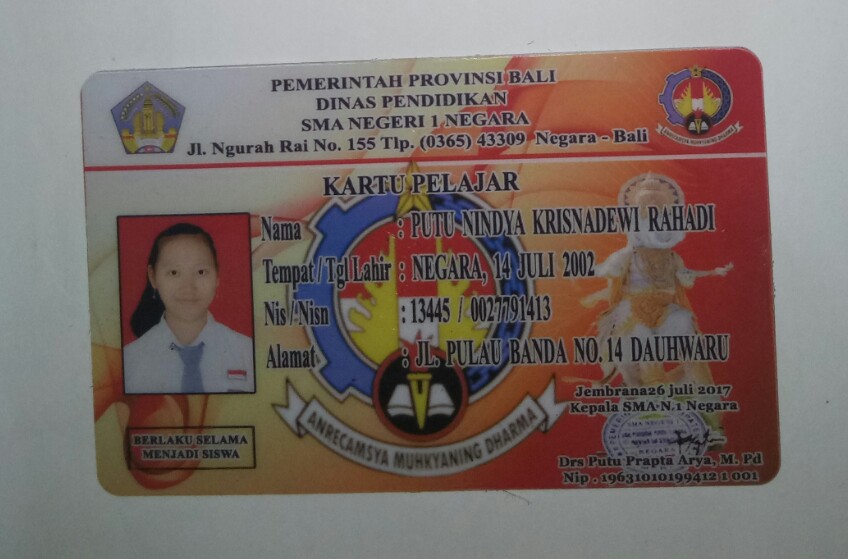 PEMERINTAH PROVINSI BALI
DINAS PENDIDIKAN
SMA NEGERI 1 NEGARA
Jl. Ngurah Rai No. 155 Tlp. (0365) 43309 Negara - Bali
KARTU PELAJAR
Nama : PUTU NINDYA KRISNADEWI RAHADI
Tempat / Tgl Lahir : NEGARA, 14 JULI 2002
Nis / Nisn : 13445 / 0027791413
Alamat : JL. PULAU BANDA NO. 14 DAUHWARU
Jembrana26 juli 2017
Kepala SMA N.1 Negara
BERLAKU SELAMA
MENJADI SISWA
ANRECAMSYA MUHKYANING DHARMA
Drs Putu Prapta Arya, M. Pd
Nip . 19631010199412 1 001